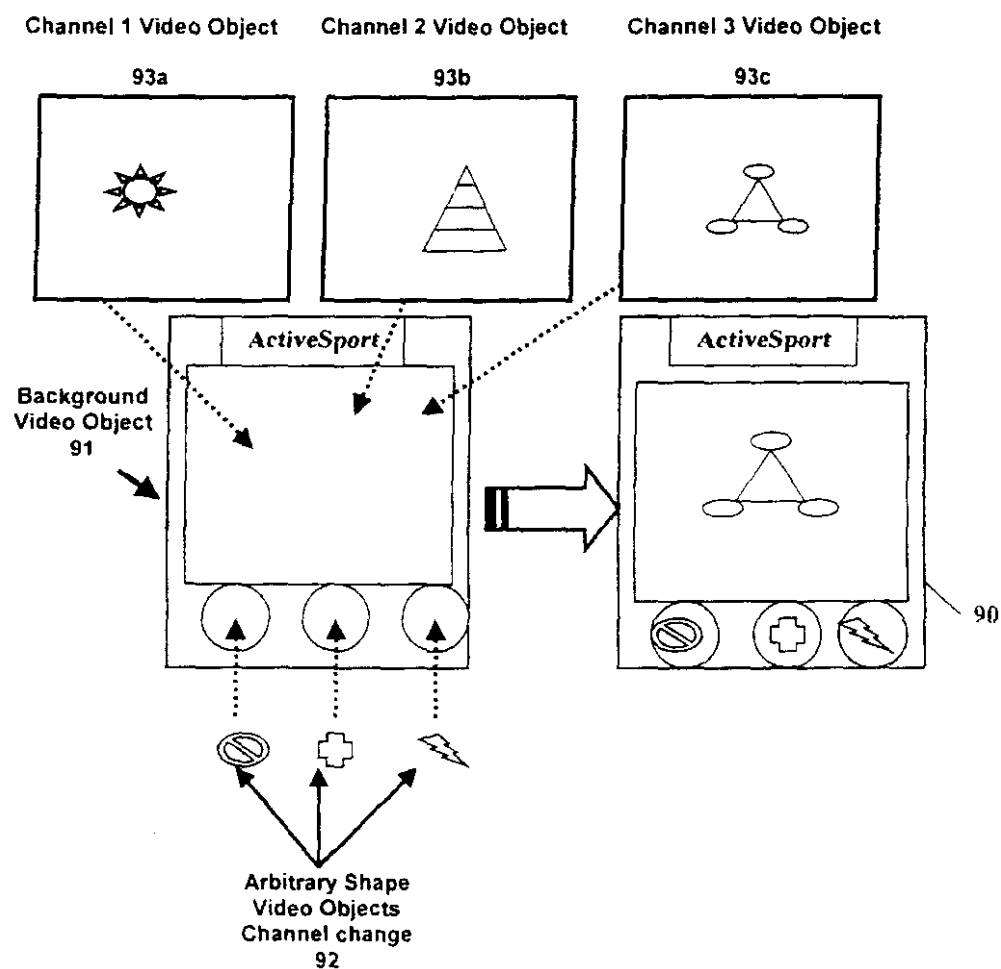 Channel 1 Video Object
Channel 2 Video Object
Channel 3 Video Object
93a
93b
93c
ActiveSport
ActiveSport
Background
Video Object
91
90
Arbitrary Shape
Video Objects
Channel change
92